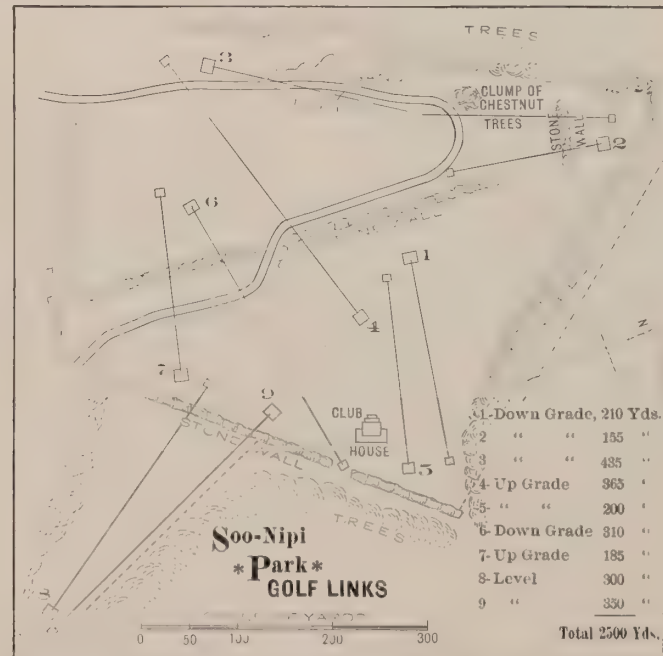 TREES
3
CLUMP OF
CHESTNUT
TREES
STONE
WALL
2
6
1
4
N
7
9
CLUB
HOUSE
5
STONE WALL
TREES
8
Soo-Nipi
*Park*
GOLF LINKS
0 50 100 200 300
1-Down Grade, 210 Yds.
2 " " 155 "
3 " " 435 "
4-Up Grade 365 "
5- " " 200 "
6-Down Grade 310 "
7-Up Grade 185 "
8-Level 300 "
9 " 350 "
Total 2500 Yds.